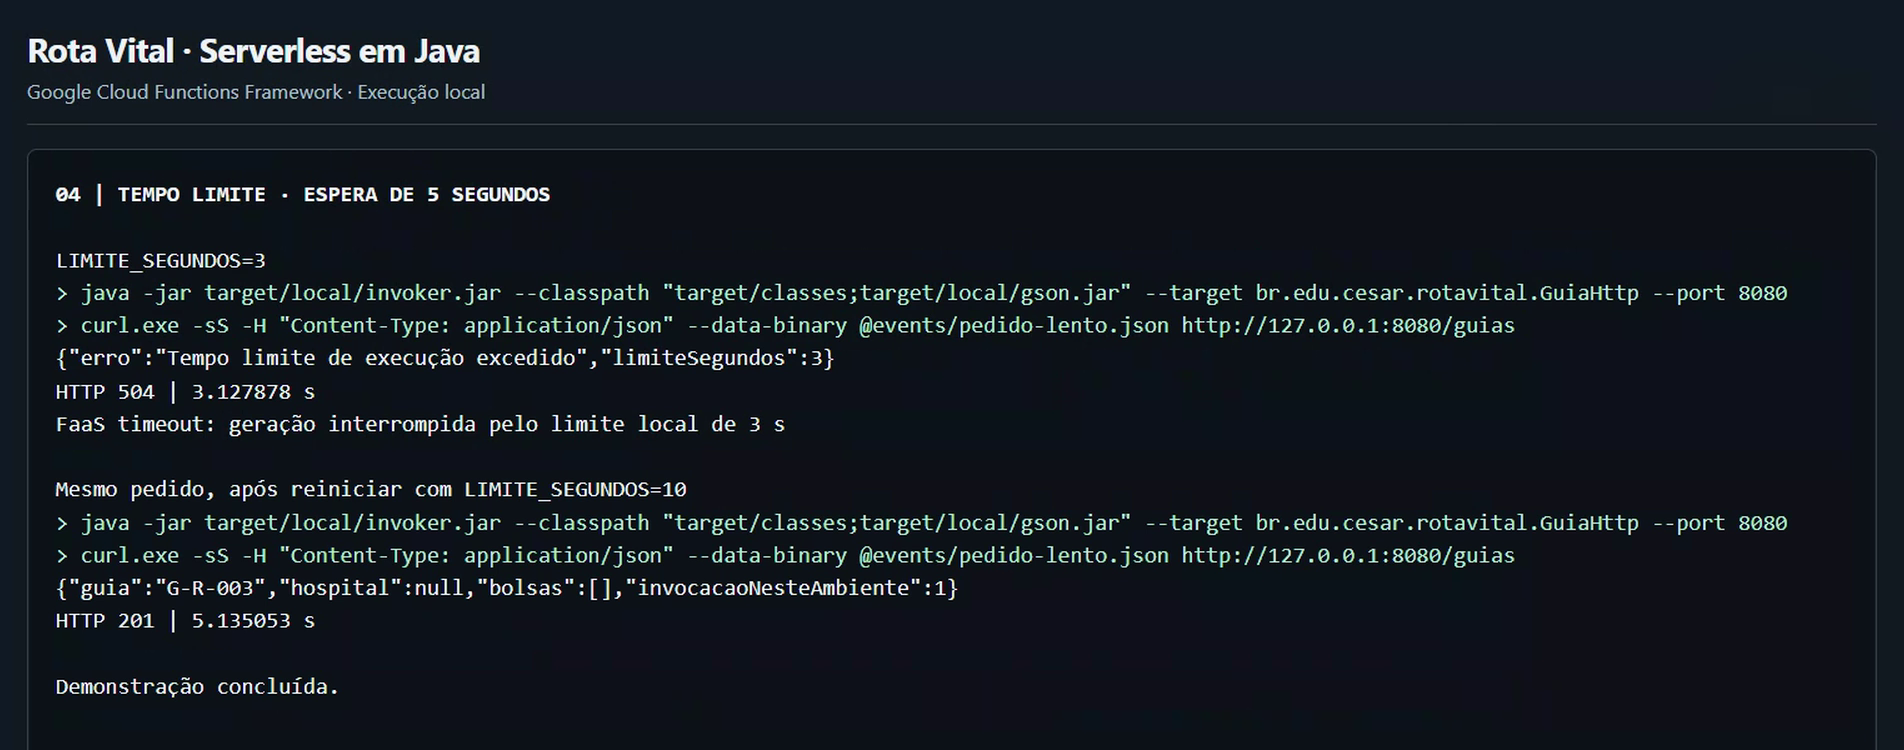 Rota Vital · Serverless em Java
Google Cloud Functions Framework · Execução local
04 | TEMPO LIMITE · ESPERA DE 5 SEGUNDOS
LIMITE_SEGUNDOS=3
> java -jar target/local/invoker.jar --classpath "target/classes;target/local/gson.jar" --target br.edu.cesar.rotavital.GuiaHttp --port 8080
> curl.exe -sS -H "Content-Type: application/json" --data-binary @events/pedido-lento.json http://127.0.0.1:8080/guias
{"erro":"Tempo limite de execução excedido","limiteSegundos":3}
HTTP 504 | 3.127878 s
FaaS timeout: geração interrompida pelo limite local de 3 s
Mesmo pedido, após reiniciar com LIMITE_SEGUNDOS=10
> java -jar target/local/invoker.jar --classpath "target/classes;target/local/gson.jar" --target br.edu.cesar.rotavital.GuiaHttp --port 8080
> curl.exe -sS -H "Content-Type: application/json" --data-binary @events/pedido-lento.json http://127.0.0.1:8080/guias
{"guia":"G-R-003","hospital":null,"bolsas":[],"invocacaoNesteAmbiente":1}
HTTP 201 | 5.135053 s
Demonstração concluída.